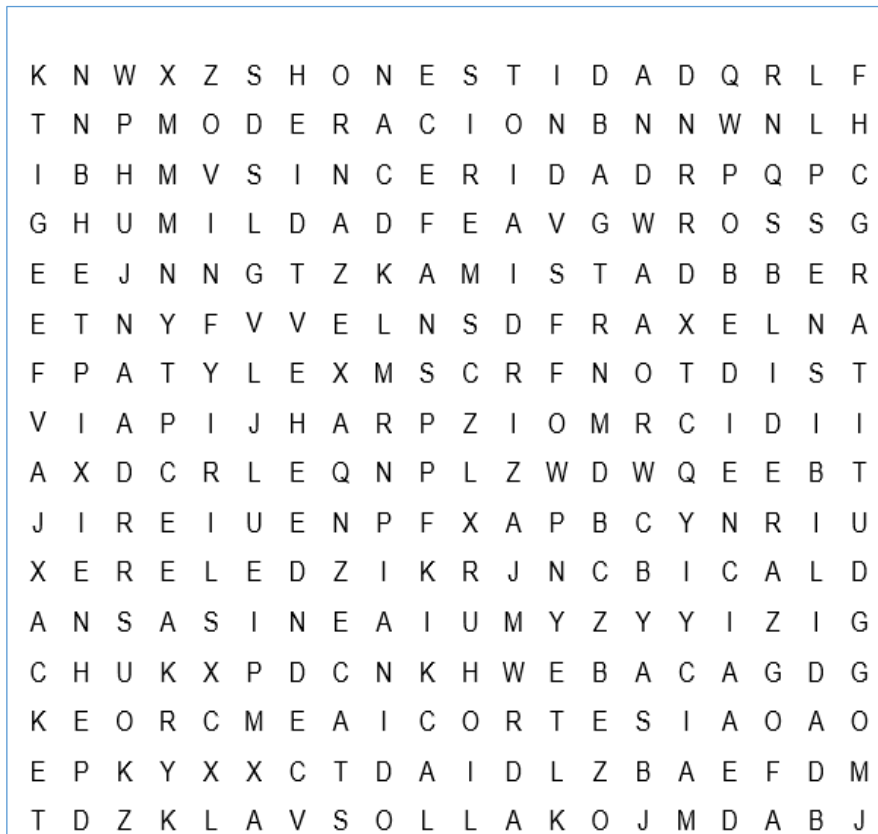 K N W X Z S H O N E S T I D A D Q R L F
T N P M O D E R A C I O N B N N W N L H
I B H M V S I N C E R I D A D R P Q P C
G H U M I L D A D F E A V G W R O S S G
E E J N N G T Z K A M I S T A D B B E R
E T N Y F V V E L N S D F R A X E L N A
F P A T Y L E X M S C R F N O T D I S T
V I A P I J H A R P Z I O M R C I D I I
A X D C R L E Q N P L Z W D W Q E E B T
J I R E I U E N P F X A P B C Y N R I U
X E R E L E D Z I K R J N C B I C A L D
A N S A S I N E A I U M Y Z Y Y I Z I G
C H U K X P D C N K H W E B A C A G D G
K E O R C M E A I C O R T E S I A O A O
E P K Y X X C T D A I D L Z B A E F D M
T D Z K L A V S O L L A K O J M D A B J